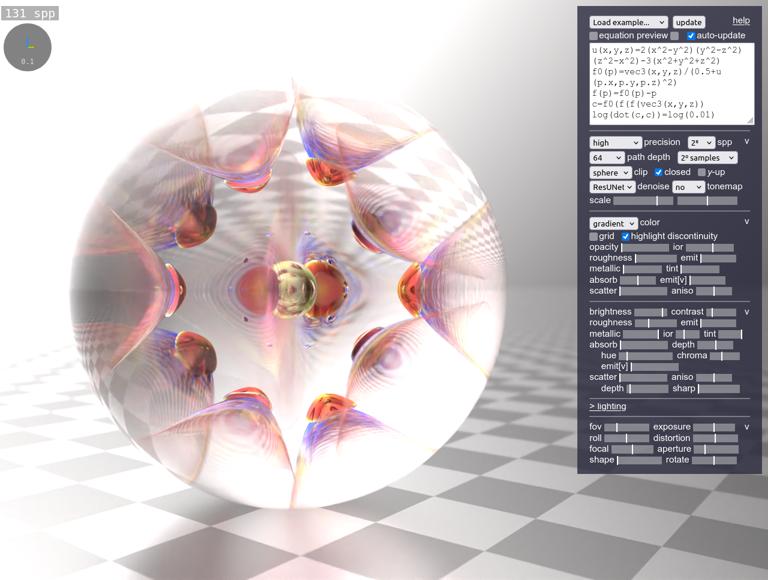 131 spp
0.1
Load example... update help
equation preview auto-update
u(x,y,z)=2(x^2-y^2)(y^2-z^2)
(z^2-x^2)-3(x^2+y^2+z^2)
f0(p)=vec3(x,y,z)/(0.5+u
(p.x,p.y,p.z)^2)
f(p)=f0(p)-p
c=f0(f(f(vec3(x,y,z))
log(dot(c,c))=log(0.01)
high precision spp v
64 path depth samples
sphere clip closed y-up
ResUNet denoise no tonemap
scale
gradient color v
grid highlight discontinuity
opacity ior
roughness emit
metallic tint
absorb emit[v]
scatter aniso
brightness contrast v
roughness emit
metallic ior tint
absorb depth
hue chroma
emit[v]
scatter aniso
depth sharp
> lighting
fov exposure v
roll distortion
focal aperture
shape rotate